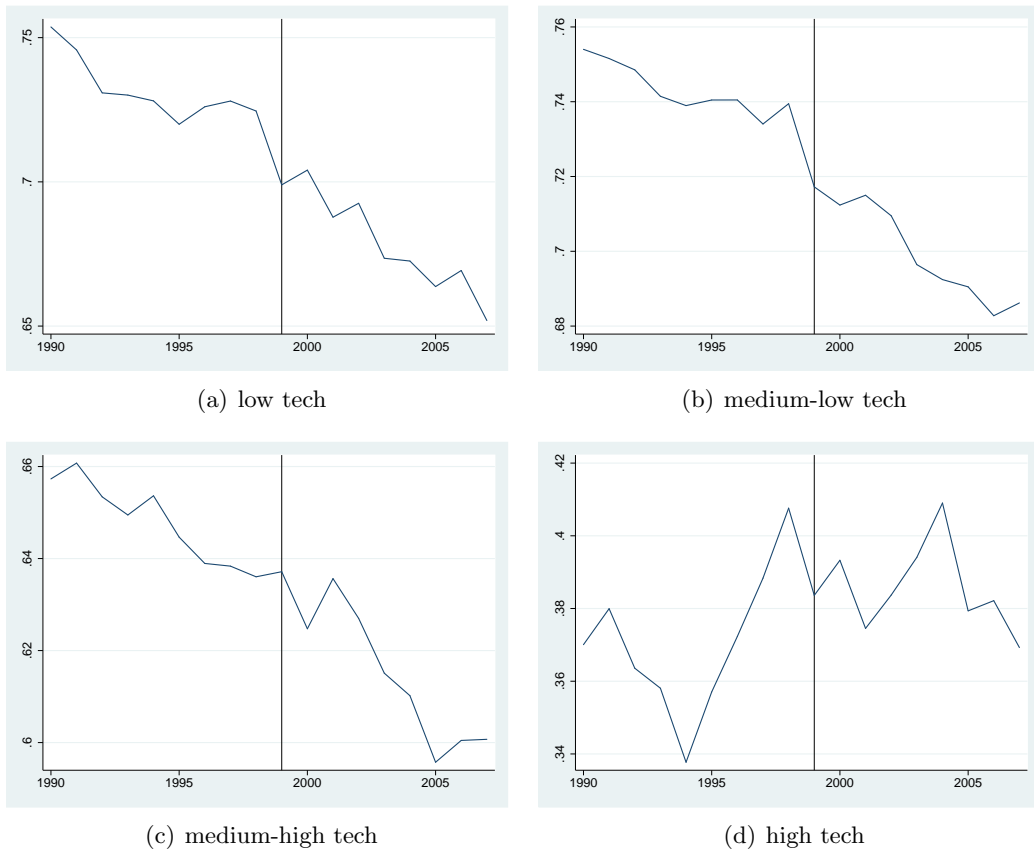 .75
.7
.65
1990 1995 2000 2005
(a) low tech
.76
.74
.72
.7
.68
1990 1995 2000 2005
(b) medium-low tech
.66
.64
.62
.6
1990 1995 2000 2005
(c) medium-high tech
.42
.4
.38
.36
.34
1990 1995 2000 2005
(d) high tech